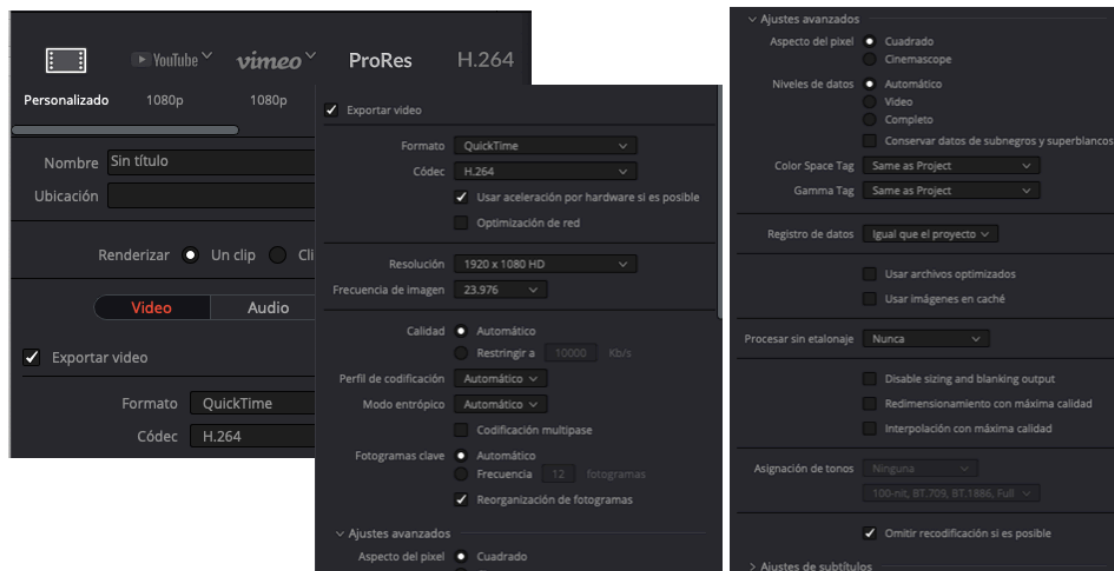 YouTube
vimeo
ProRes
H.264
Personalizado
1080p
1080p
Nombre Sin título
Ubicación
Renderizar Un clip Cli
Video Audio
Exportar video
Formato QuickTime
Códec H.264
Exportar video
Formato QuickTime
Códec H.264
Usar aceleración por hardware si es posible
Optimización de red
Resolución 1920 x 1080 HD
Frecuencia de imagen 23.976
Calidad Automático
Restringir a 10000 Kb/s
Perfil de codificación Automático
Modo entrópico Automático
Codificación multipase
Fotogramas clave Automático
Frecuencia 12 fotogramas
Reorganización de fotogramas
Ajustes avanzados
Aspecto del pixel Cuadrado
Ajustes avanzados
Aspecto del pixel Cuadrado
Cinemascope
Niveles de datos Automático
Video
Completo
Conservar datos de subnegros y superblancos
Color Space Tag Same as Project
Gamma Tag Same as Project
Registro de datos Igual que el proyecto
Usar archivos optimizados
Usar imágenes en caché
Procesar sin etalonaje Nunca
Disable sizing and blanking output
Redimensionamiento con máxima calidad
Interpolación con máxima calidad
Asignación de tonos Ninguna
100-nit, BT.709, BT.1886, Full
Omitir recodificación si es posible
Ajustes de subtítulos